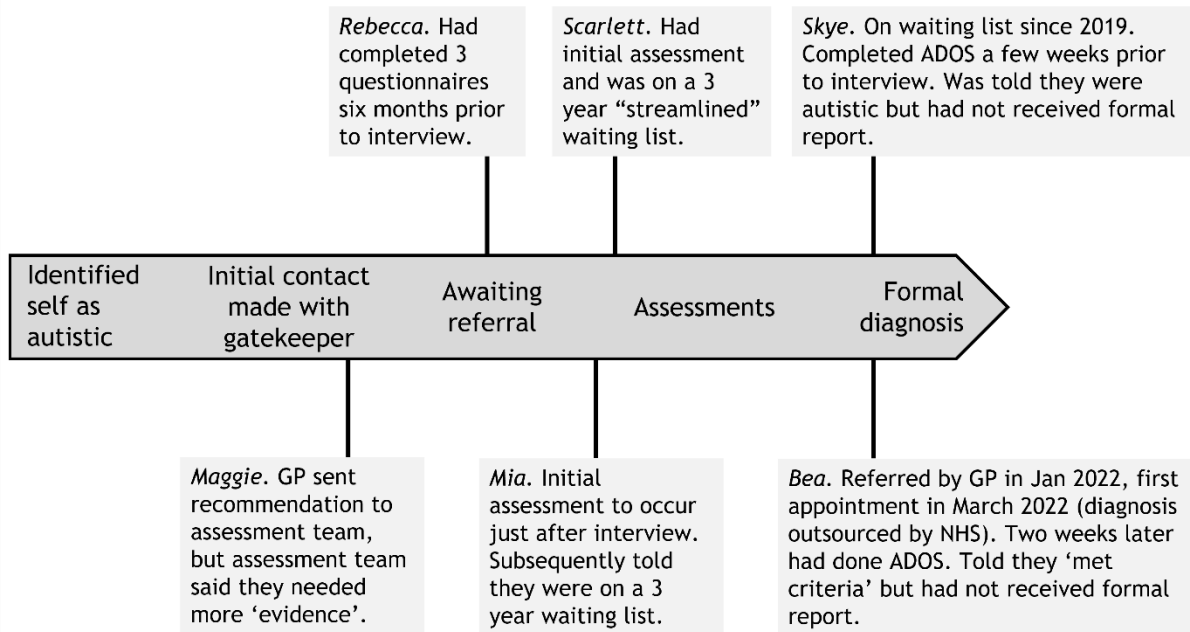 Rebecca. Had
completed 3
questionnaires
six months prior
to interview.
Scarlett. Had
initial assessment
and was on a 3
year “streamlined”
waiting list.
Skye. On waiting list since 2019.
Completed ADOS a few weeks prior
to interview. Was told they were
autistic but had not received formal
report.
Identified
self as
autistic
Initial contact
made with
gatekeeper
Awaiting
referral
Assessments
Formal
diagnosis
Maggie. GP sent
recommendation to
assessment team,
but assessment team
said they needed
more ‘evidence’.
Mia. Initial
assessment to occur
just after interview.
Subsequently told
they were on a 3
year waiting list.
Bea. Referred by GP in Jan 2022, first
appointment in March 2022 (diagnosis
outsourced by NHS). Two weeks later
had done ADOS. Told they ‘met
criteria’ but had not received formal
report.